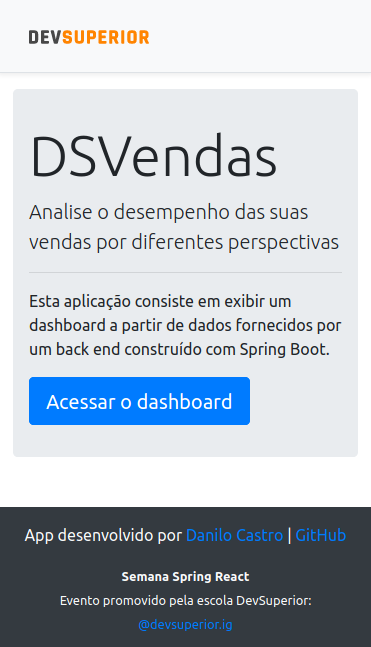 DEVSUPERIOR
DSVendas
Analise o desempenho das suas
vendas por diferentes perspectivas
Esta aplicação consiste em exibir um
dashboard a partir de dados fornecidos por
um back end construído com Spring Boot.
Acessar o dashboard
App desenvolvido por Danilo Castro | GitHub
Semana Spring React
Evento promovido pela escola DevSuperior:
@devsuperior.ig